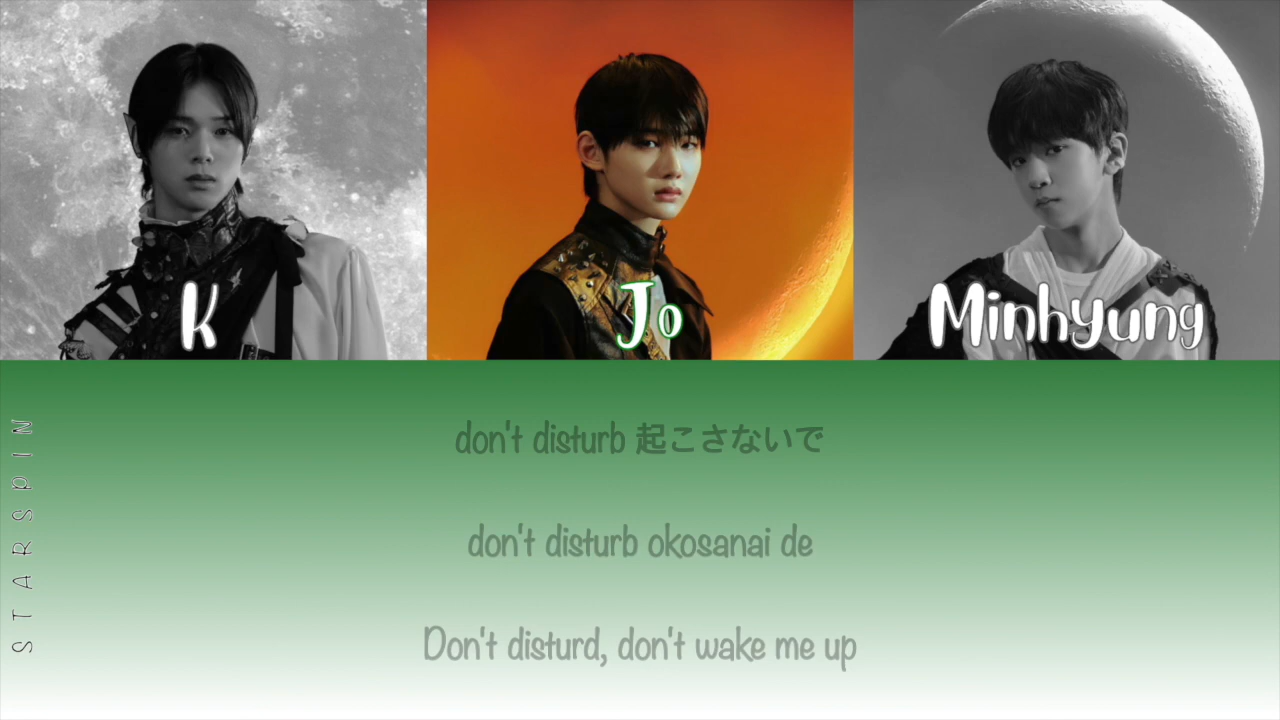 K
Jo
Minhyung
don't disturb 起こさないで
don't disturb okosanai de
Don't disturd, don't wake me up
STARSPIN